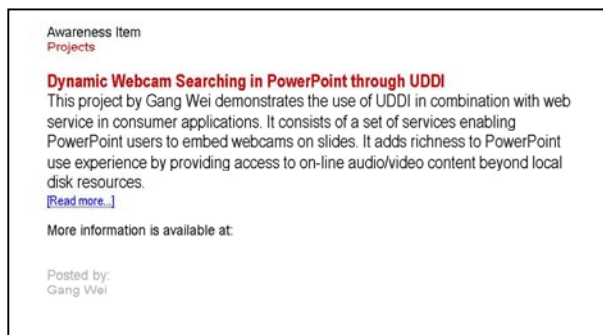 Awareness Item
Projects
Dynamic Webcam Searching in PowerPoint through UDDI
This project by Gang Wei demonstrates the use of UDDI in combination with web
service in consumer applications. It consists of a set of services enabling
PowerPoint users to embed webcams on slides. It adds richness to PowerPoint
use experience by providing access to on-line audio/video content beyond local
disk resources.
[Read more...]
More information is available at:
Posted by:
Gang Wei